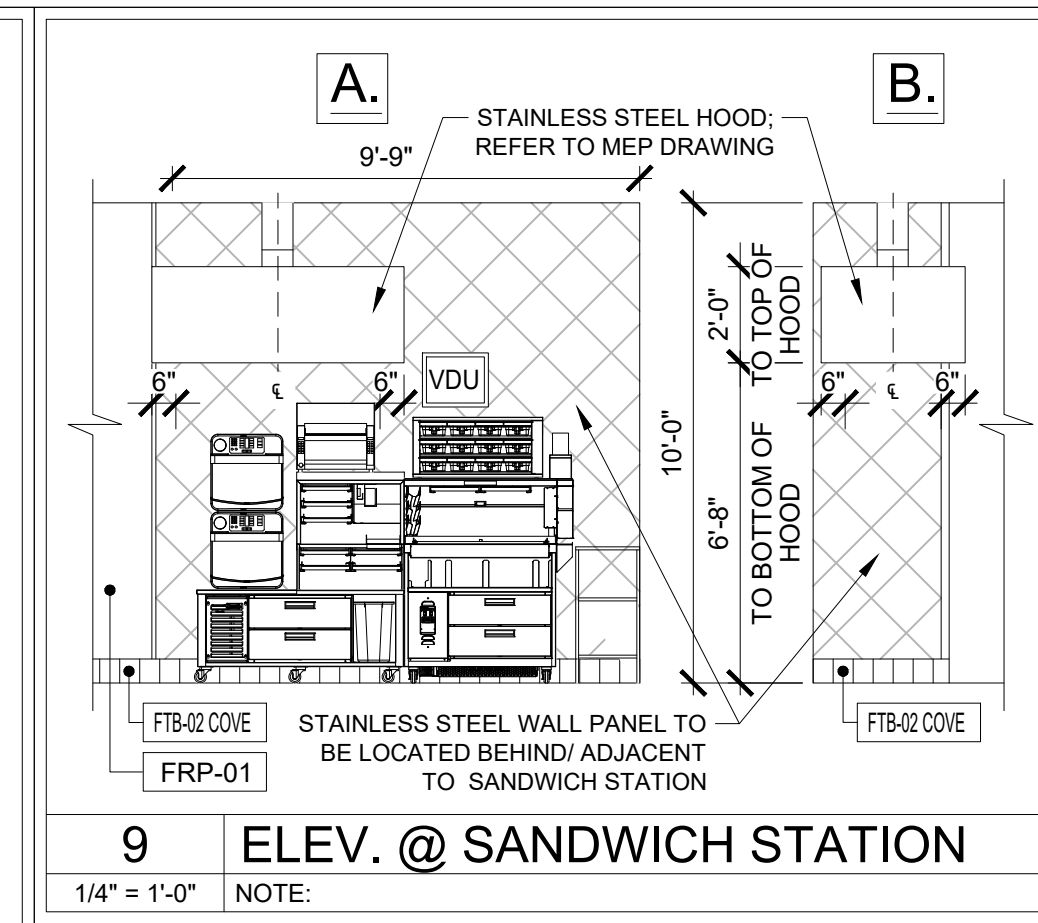 A.
B.
STAINLESS STEEL HOOD;
REFER TO MEP DRAWING
9'-9"
2'-0"
TO TOP OF
HOOD
6"
℄
6"
VDU
10'-0"
6'-8"
TO BOTTOM OF
HOOD
6"
℄
6"
FTB-02 COVE
FRP-01
STAINLESS STEEL WALL PANEL TO
BE LOCATED BEHIND/ ADJACENT
TO SANDWICH STATION
FTB-02 COVE
9
ELEV. @ SANDWICH STATION
1/4" = 1'-0"
NOTE: